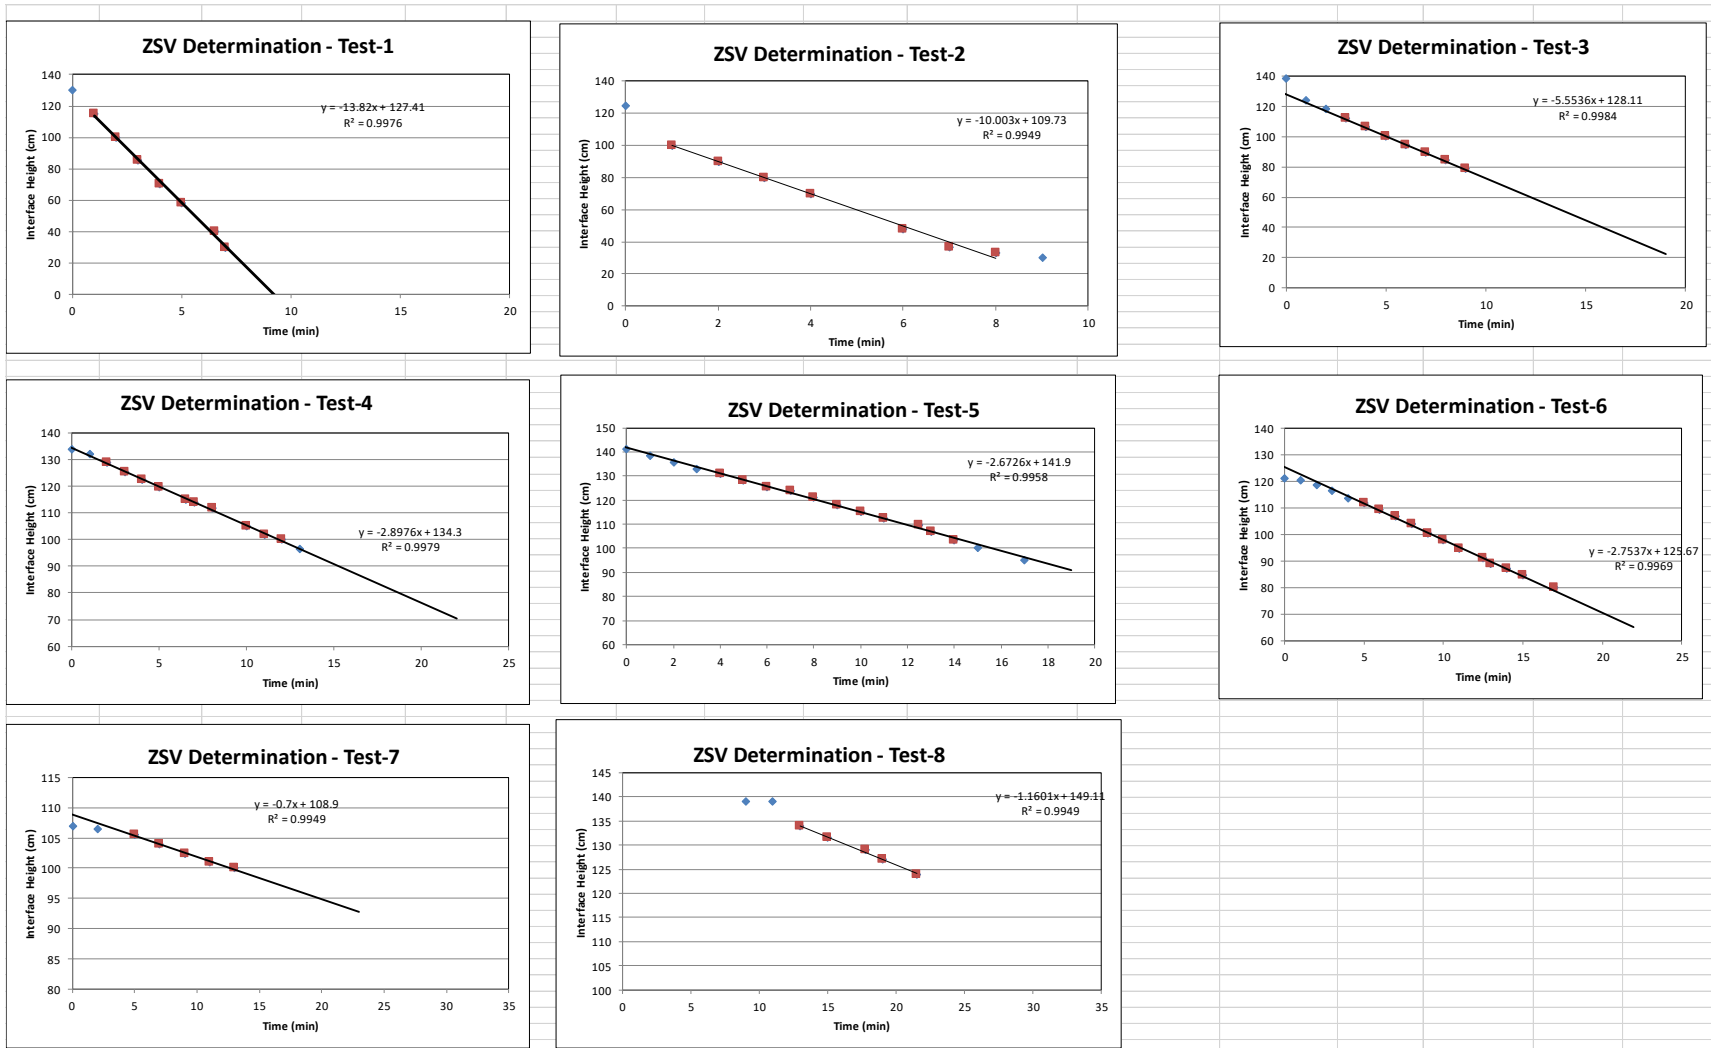 ZSV Determination - Test-1
140
120
100
80
60
40
20
0
0 5 10 15 20
Interface Height (cm)
Time (min)
y = -13.82x + 127.41
R² = 0.9976
ZSV Determination - Test-2
140
120
100
80
60
40
20
0
0 2 4 6 8 10
Interface Height (cm)
Time (min)
y = -10.003x + 109.73
R² = 0.9949
ZSV Determination - Test-3
140
120
100
80
60
40
20
0
0 5 10 15 20
Interface Height (cm)
Time (min)
y = -5.5536x + 128.11
R² = 0.9984
ZSV Determination - Test-4
140
130
120
110
100
90
80
70
60
0 5 10 15 20 25
Interface Height (cm)
Time (min)
y = -2.8976x + 134.3
R² = 0.9979
ZSV Determination - Test-5
150
140
130
120
110
100
90
80
70
60
0 2 4 6 8 10 12 14 16 18 20
Interface Height (cm)
Time (min)
y = -2.6726x + 141.9
R² = 0.9958
ZSV Determination - Test-6
140
130
120
110
100
90
80
70
60
0 5 10 15 20 25
Interface Height (cm)
Time (min)
y = -2.7537x + 125.67
R² = 0.9969
ZSV Determination - Test-7
115
110
105
100
95
90
85
80
0 5 10 15 20 25 30 35
Interface Height (cm)
Time (min)
y = -0.7x + 108.9
R² = 0.9949
ZSV Determination - Test-8
145
140
135
130
125
120
115
110
105
100
0 5 10 15 20 25 30 35
Interface Height (cm)
Time (min)
y = -1.1601x + 149.11
R² = 0.9949